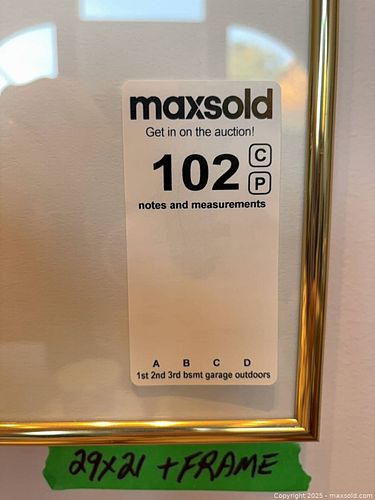 maxsold
Get in on the auction!
102 C
P
notes and measurements
A B C D
1st 2nd 3rd bsmt garage outdoors
29x21 + FRAME
Copyright 2025 - www.maxsold.com